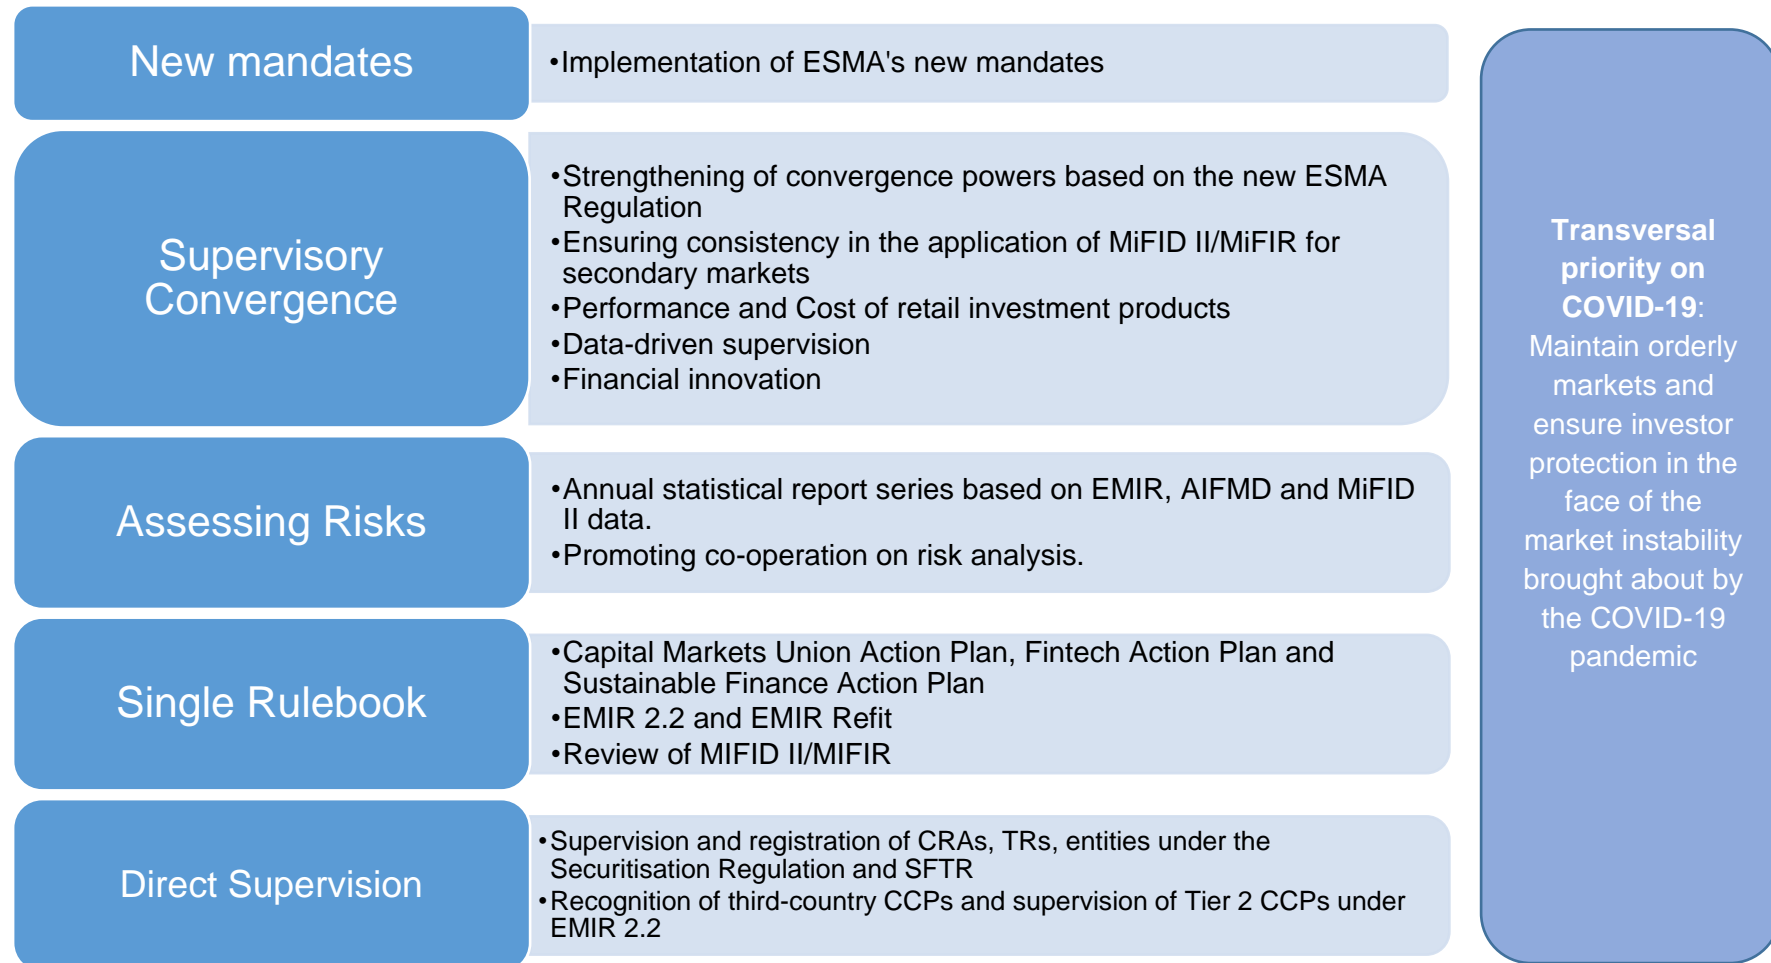 New mandates
•Implementation of ESMA's new mandates
Supervisory
Convergence
•Strengthening of convergence powers based on the new ESMA
Regulation
•Ensuring consistency in the application of MiFID II/MiFIR for
secondary markets
•Performance and Cost of retail investment products
•Data-driven supervision
•Financial innovation
Assessing Risks
•Annual statistical report series based on EMIR, AIFMD and MiFID
II data.
•Promoting co-operation on risk analysis.
Single Rulebook
•Capital Markets Union Action Plan, Fintech Action Plan and
Sustainable Finance Action Plan
•EMIR 2.2 and EMIR Refit
•Review of MIFID II/MIFIR
Direct Supervision
•Supervision and registration of CRAs, TRs, entities under the
Securitisation Regulation and SFTR
•Recognition of third-country CCPs and supervision of Tier 2 CCPs under
EMIR 2.2
Transversal
priority on
COVID-19:
Maintain orderly
markets and
ensure investor
protection in the
face of the
market instability
brought about by
the COVID-19
pandemic